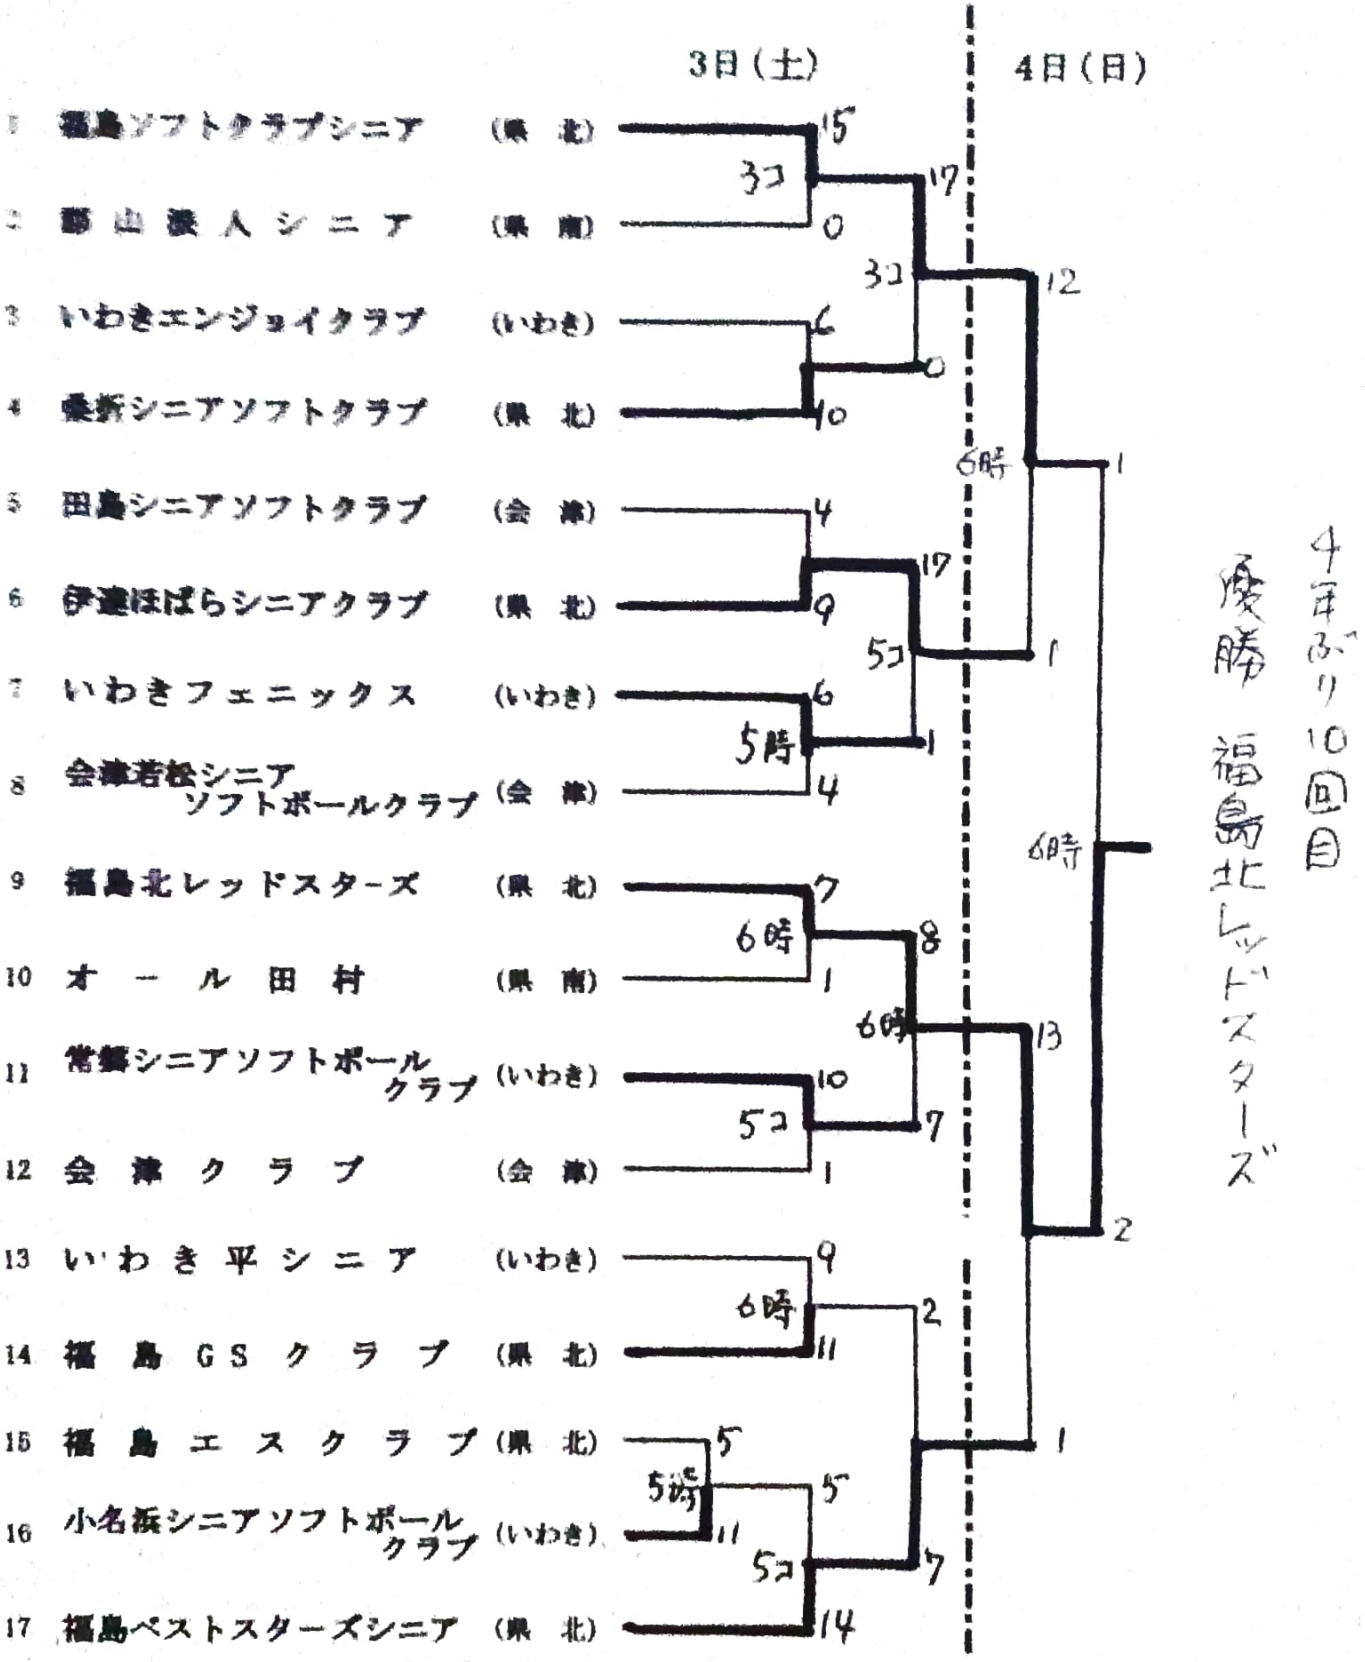 3日(土) 4日(日)
1 福島ソフトクラブシニア (県 北) 15
3コ 17
2 郡山浪人シニア (県 南) 0
3コ 12
3 いわきエンジョイクラブ (いわき) 6
0
4 桑折シニアソフトクラブ (県 北) 10
6時 1
5 田島シニアソフトクラブ (会 津) 4
17
6 伊達ほばらシニアクラブ (県 北) 9
5コ 1
7 いわきフェニックス (いわき) 6
5時 1
8 会津若松シニア
ソフトボールクラブ (会 津) 4
6時
9 福島北レッドスターズ (県 北) 7
6時 8
10 オール田村 (県 南) 1
6時 13
11 常磐シニアソフトボール
クラブ (いわき) 10
5コ 7
12 会津クラブ (会 津) 1
2
13 いわき平シニア (いわき) 9
6時 2
14 福島GSクラブ (県 北) 11
15 福島エスクラブ (県 北) 5
1
5時 5
16 小名浜シニアソフトボール
クラブ (いわき) 11
5コ 7
17 福島ベストスターズシニア (県 北) 14
4年ぶり10回目
優勝 福島北レッドスターズ